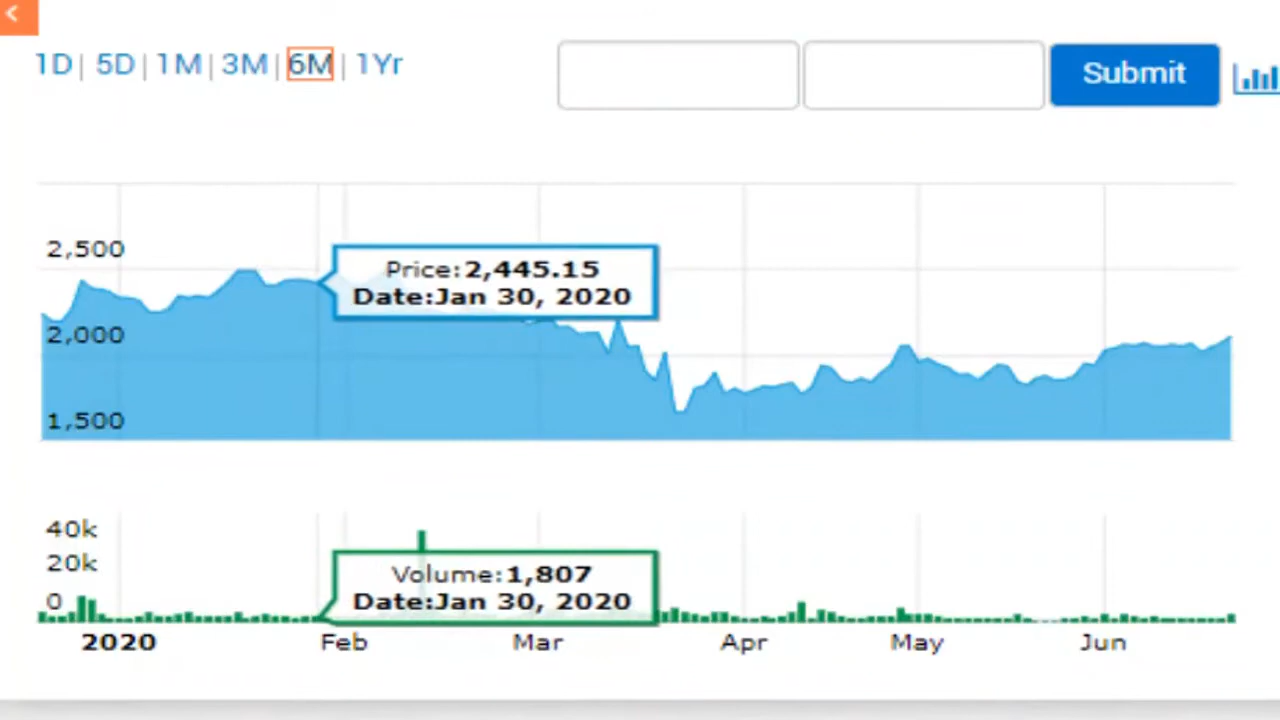 1D | 5D | 1M | 3M | 6M | 1Yr
Submit
2,500
2,000
1,500
Price:2,445.15
Date:Jan 30, 2020
40k
20k
0
Volume:1,807
Date:Jan 30, 2020
2020 Feb Mar Apr May Jun